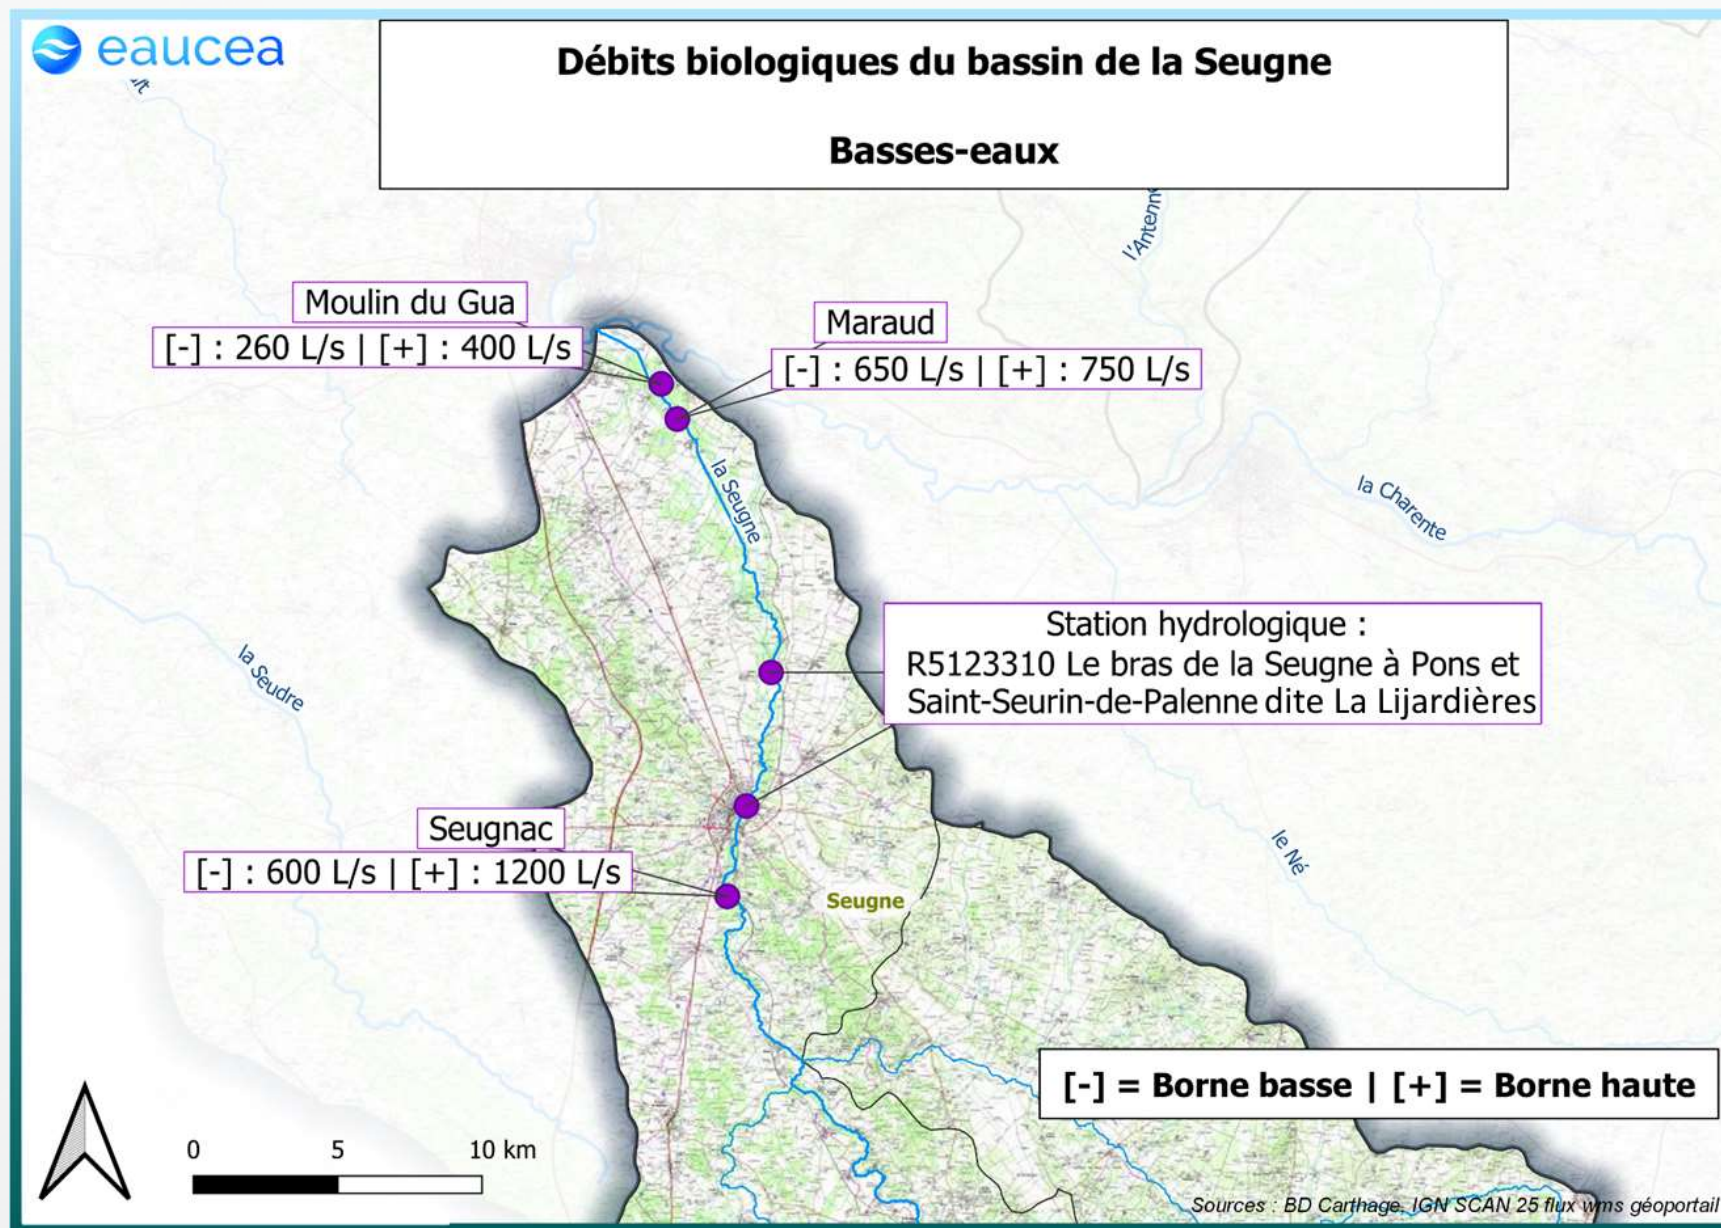 eaucea
Débits biologiques du bassin de la Seugne
Basses-eaux
l'Antenne
Moulin du Gua
[-] : 260 L/s | [+] : 400 L/s
Maraud
[-] : 650 L/s | [+] : 750 L/s
la Seugne
la Charente
Station hydrologique :
R5123310 Le bras de la Seugne à Pons et
Saint-Seurin-de-Palenne dite La Lijardières
la Seudre
Seugnac
[-] : 600 L/s | [+] : 1200 L/s
le Né
Seugne
[-] = Borne basse | [+] = Borne haute
0 5 10 km
Sources : BD Carthage, IGN SCAN 25 flux wms géoportail